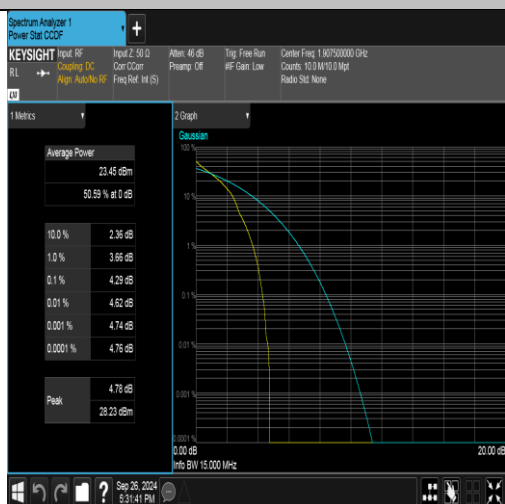 Spectrum Analyzer 1
Power Stat CCDF
+
KEYSIGHT
RL
Input: RF
Coupling: DC
Align: Auto/No RF
Input Z: 50 Ω
Corr CCorr
Freq Ref: Int (S)
Atten: 46 dB
Preamp: Off
Trig: Free Run
#IF Gain: Low
Center Freq: 1.907500000 GHz
Counts: 10.0 M/10.0 Mpt
Radio Std: None
1 Metrics
Average Power
23.45 dBm
50.59 % at 0 dB
10.0 % 2.36 dB
1.0 % 3.66 dB
0.1 % 4.29 dB
0.01 % 4.62 dB
0.001 % 4.74 dB
0.0001 % 4.76 dB
Peak 4.78 dB
28.23 dBm
2 Graph
Gaussian
100 %
10 %
1 %
0.1 %
0.01 %
0.001 %
0.0001 %
0.00 dB 20.00 dB
Info BW 15.000 MHz
?
Sep 26, 2024
5:31:41 PM